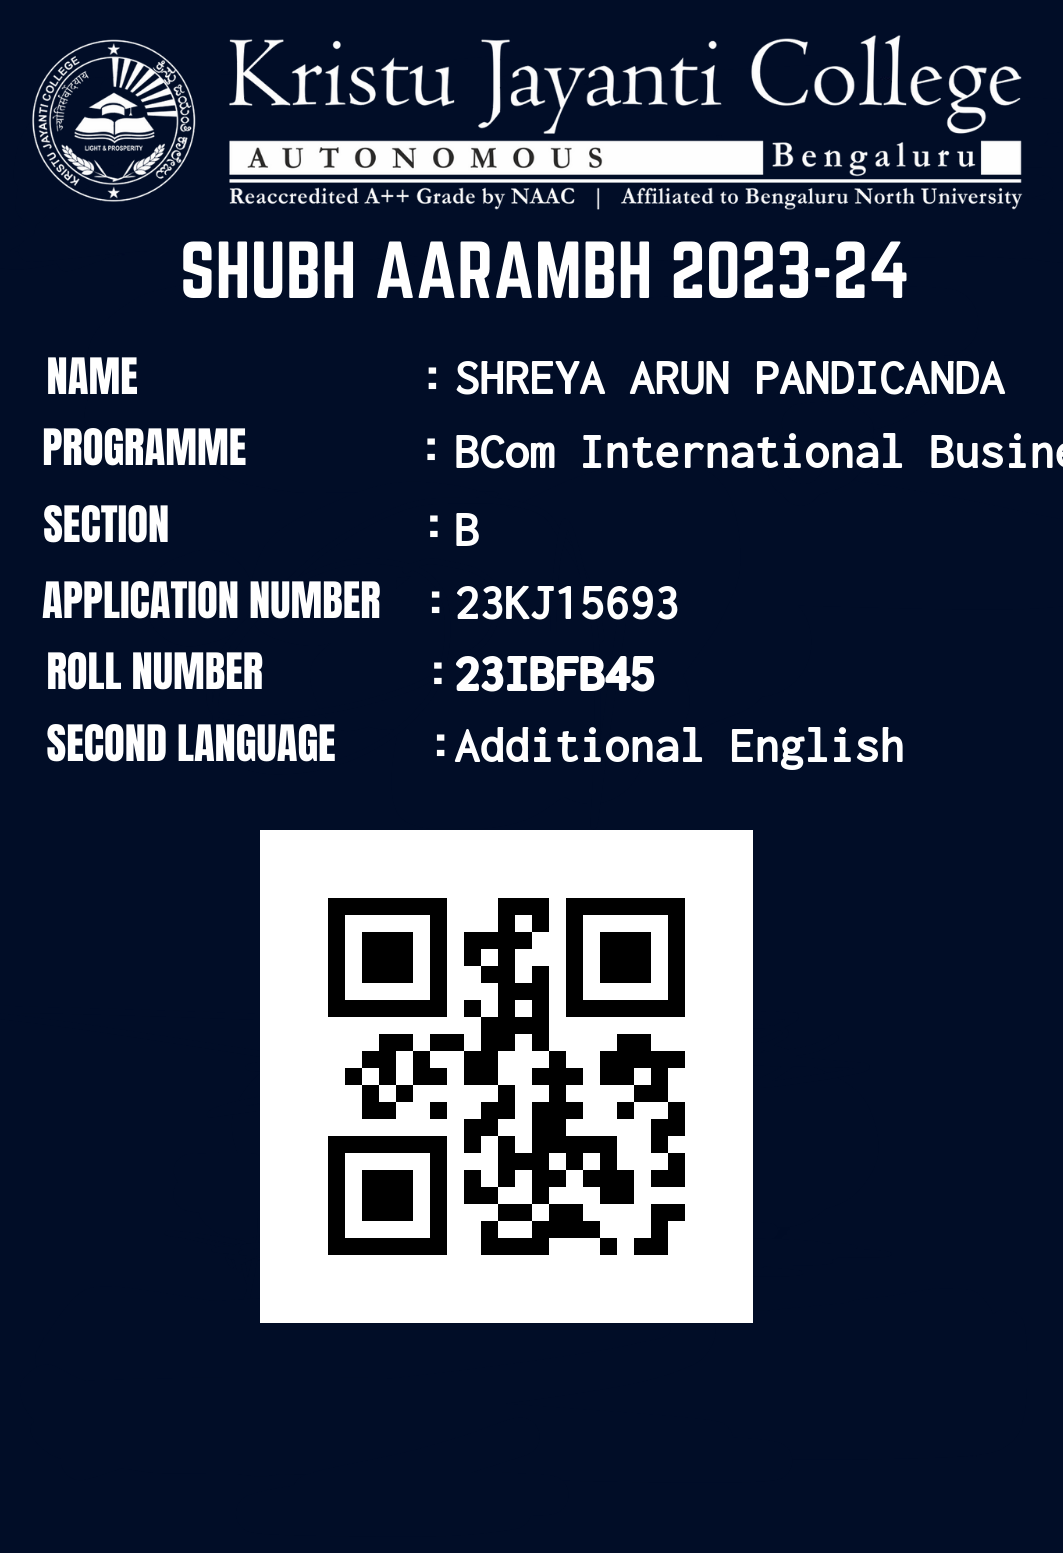 Kristu Jayanti College
AUTONOMOUS Bengaluru
Reaccredited A++ Grade by NAAC | Affiliated to Bengaluru North University
KRISTU JAYANTI COLLEGE
LIGHT & PROSPERITY
SHUBH AARAMBH 2023-24
NAME : SHREYA ARUN PANDICANDA
PROGRAMME : BCom International Busine
SECTION : B
APPLICATION NUMBER : 23KJ15693
ROLL NUMBER : 23IBFB45
SECOND LANGUAGE : Additional English